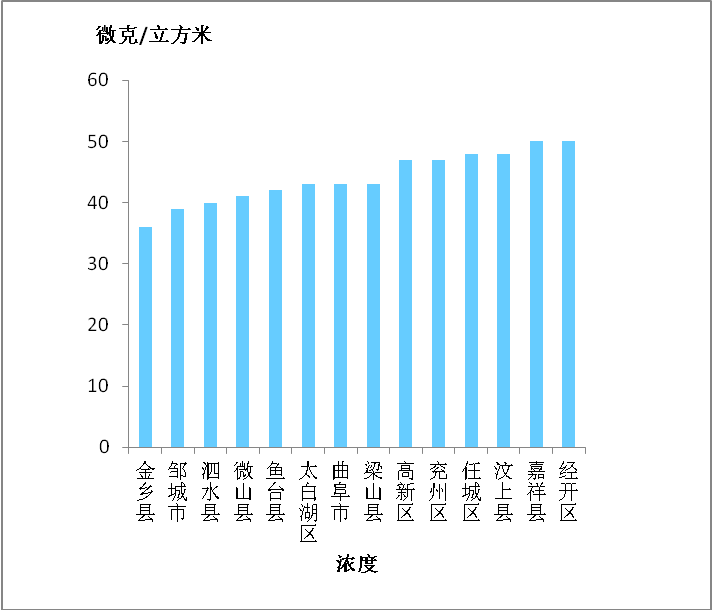 微克/立方米
60
50
40
30
20
10
0
金乡县
邹城市
泗水县
微山县
鱼台县
太白湖区
曲阜市
梁山县
高新区
兖州区
任城区
汶上县
嘉祥县
经开区
浓度